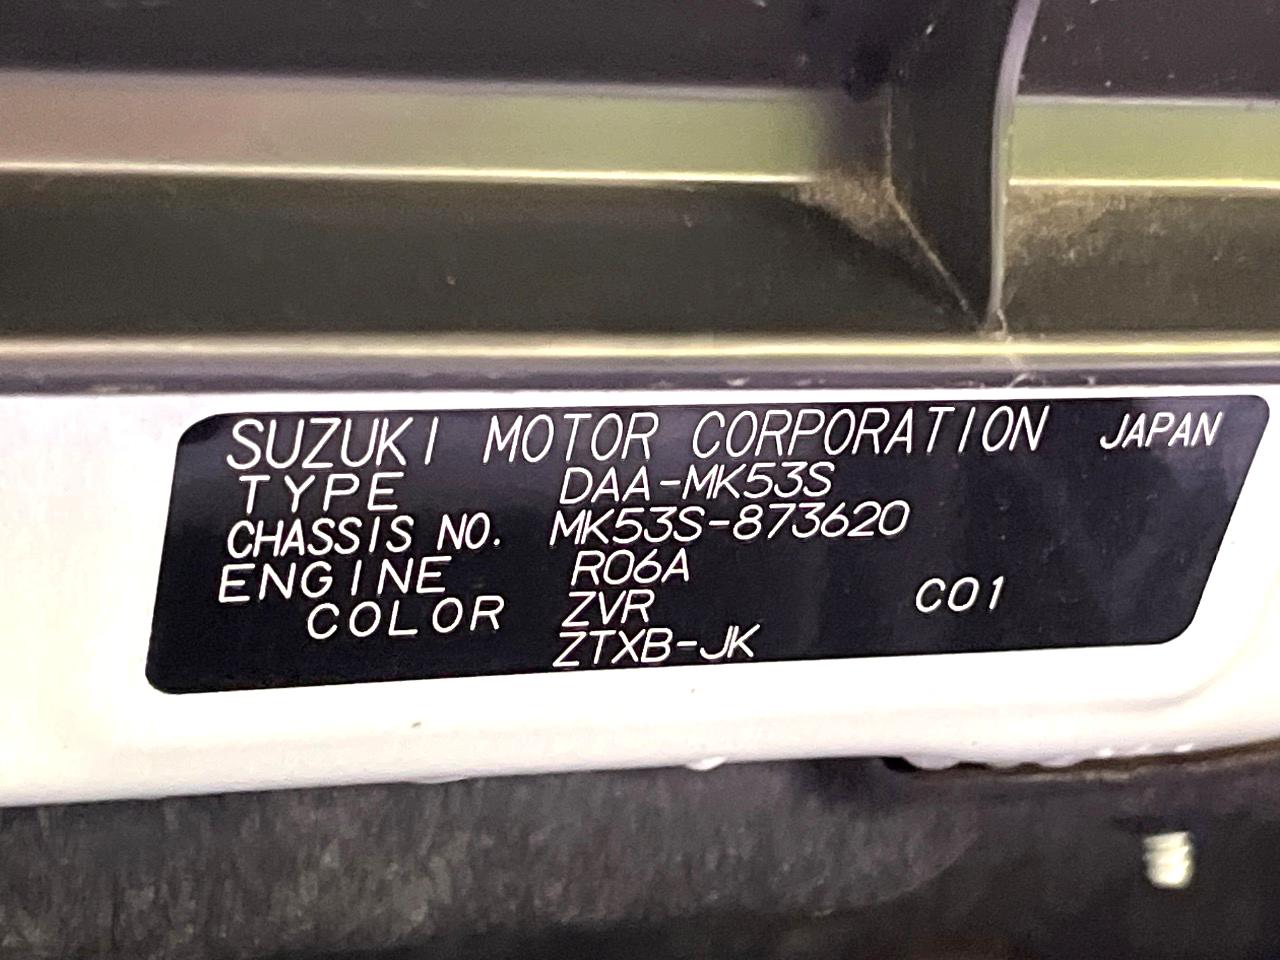 SUZUKI MOTOR CORPORATION JAPAN
TYPE DAA-MK53S
CHASSIS NO. MK53S-873620
ENGINE R06A
COLOR ZVR C01
ZTXB-JK